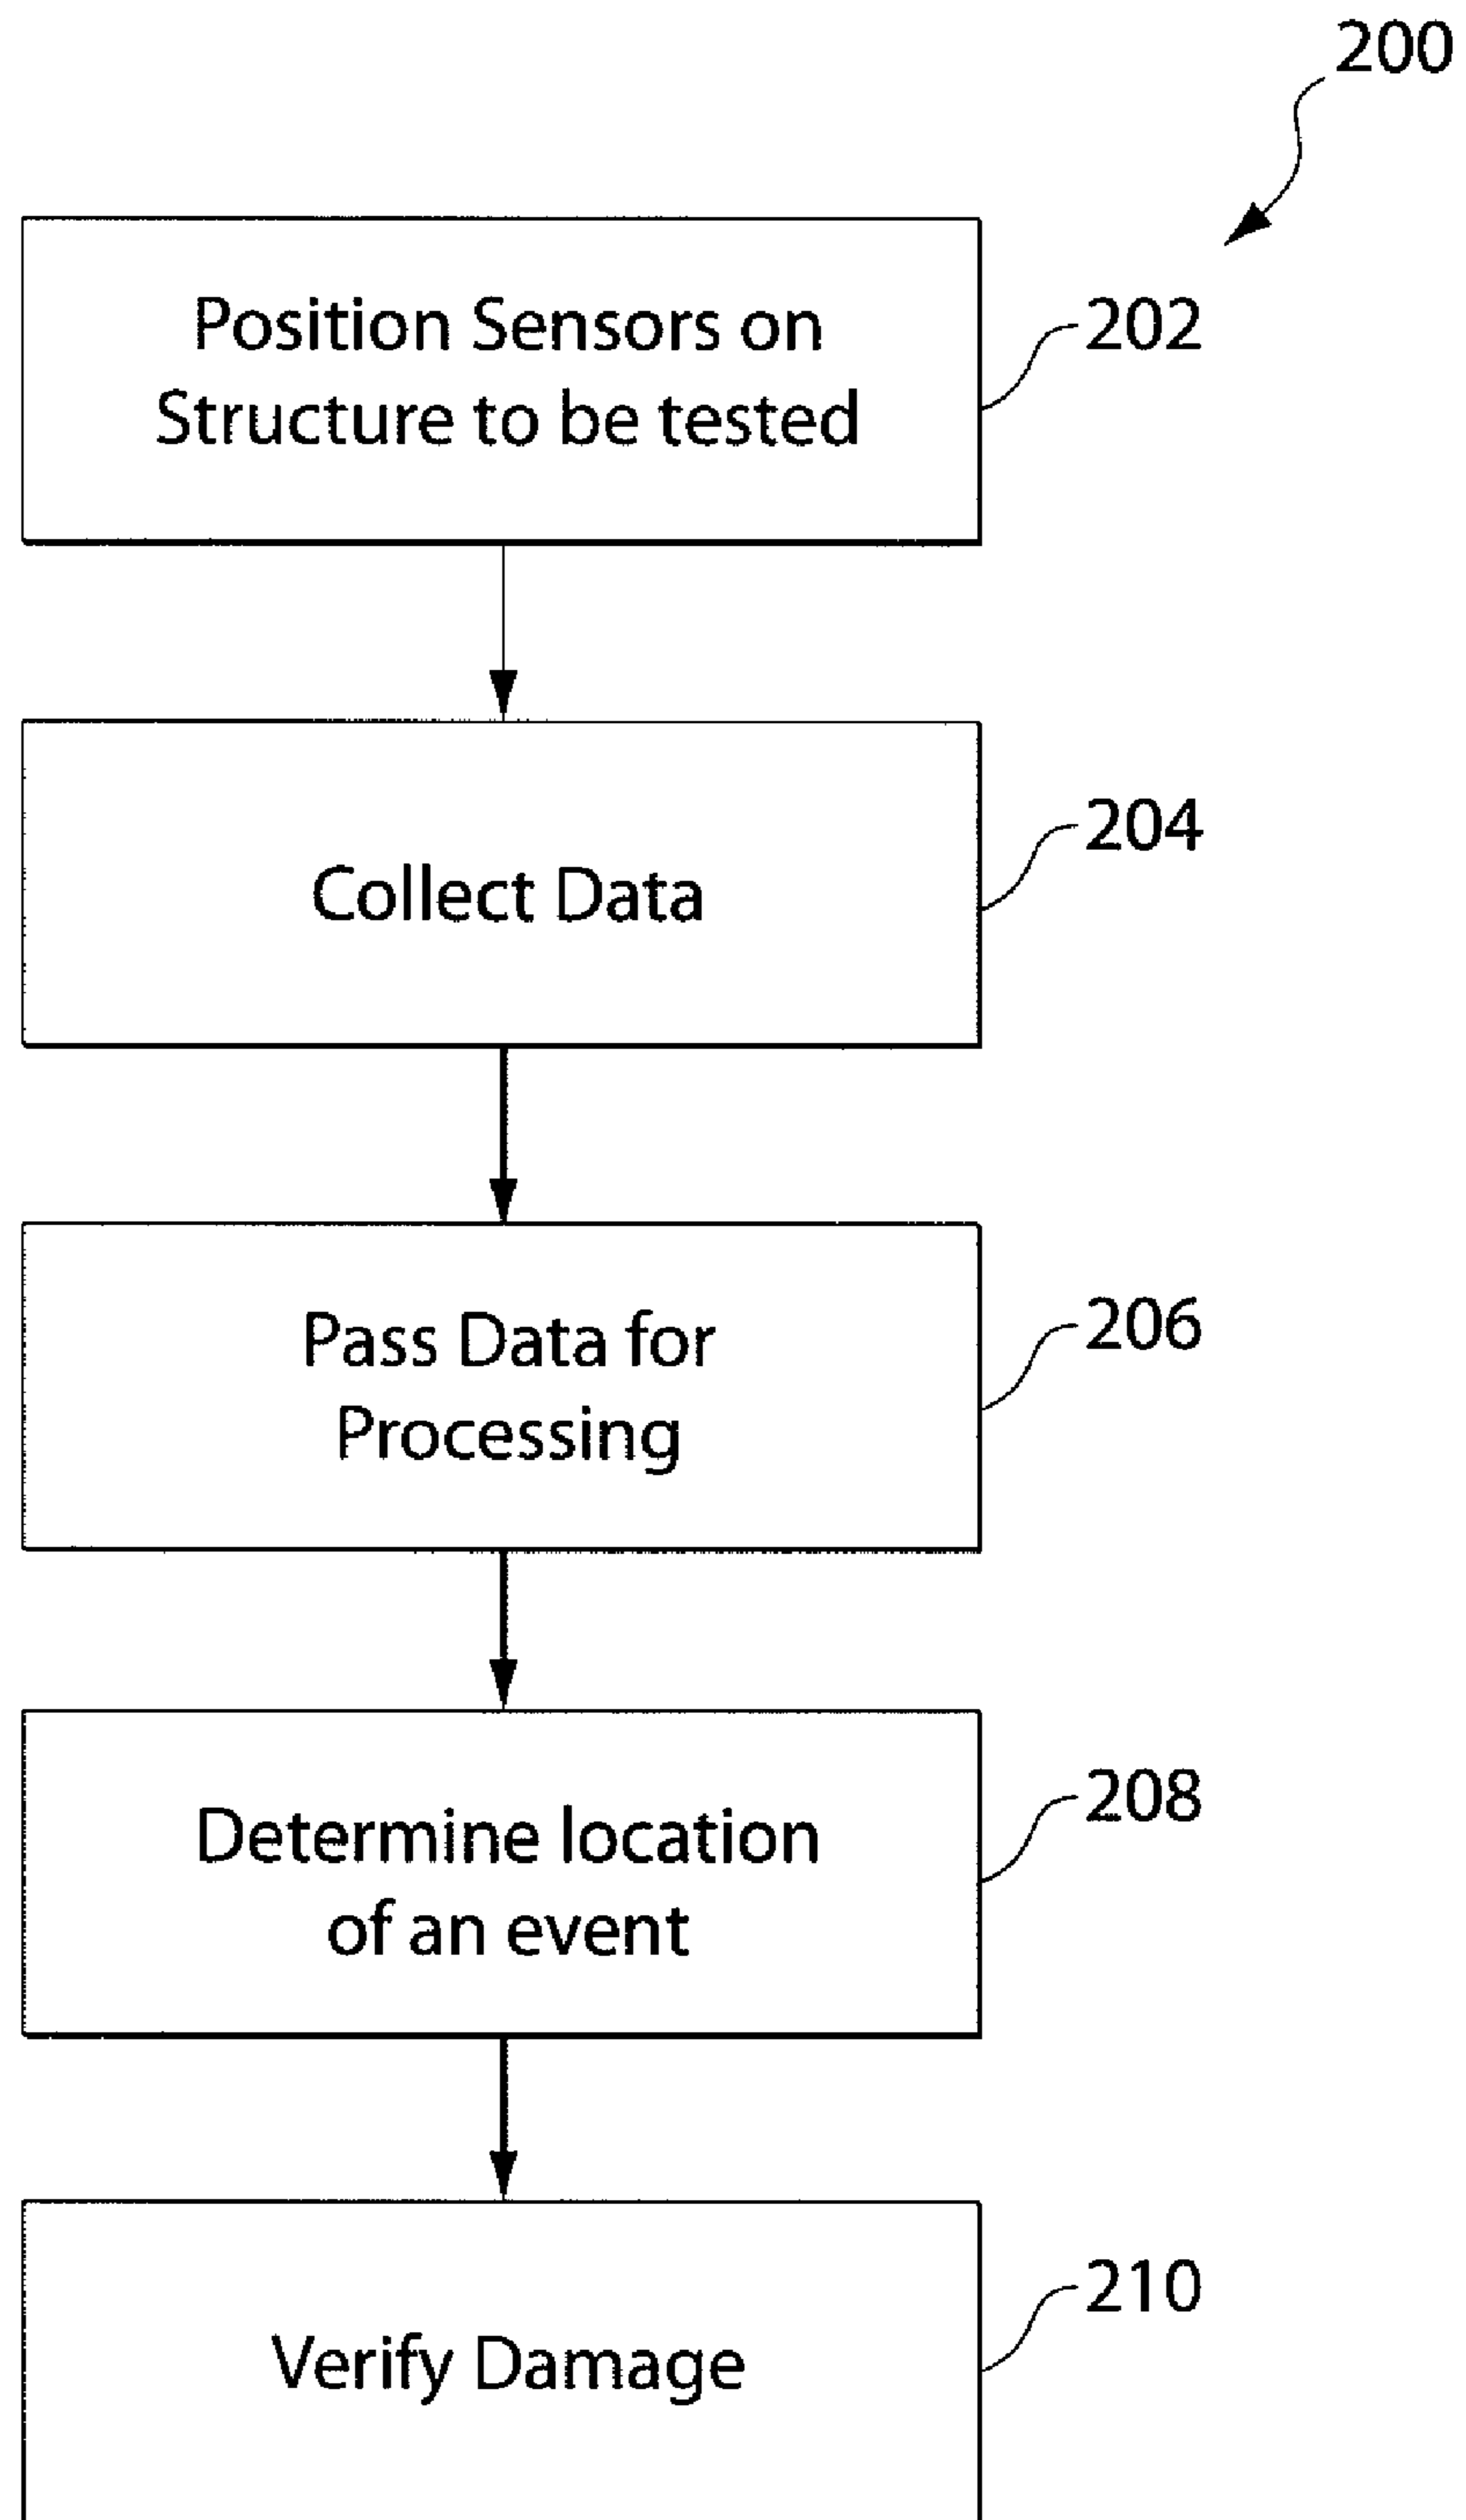 200
Position Sensors on
Structure to be tested
202
Collect Data
204
Pass Data for
Processing
206
Determine location
of an event
208
Verify Damage
210